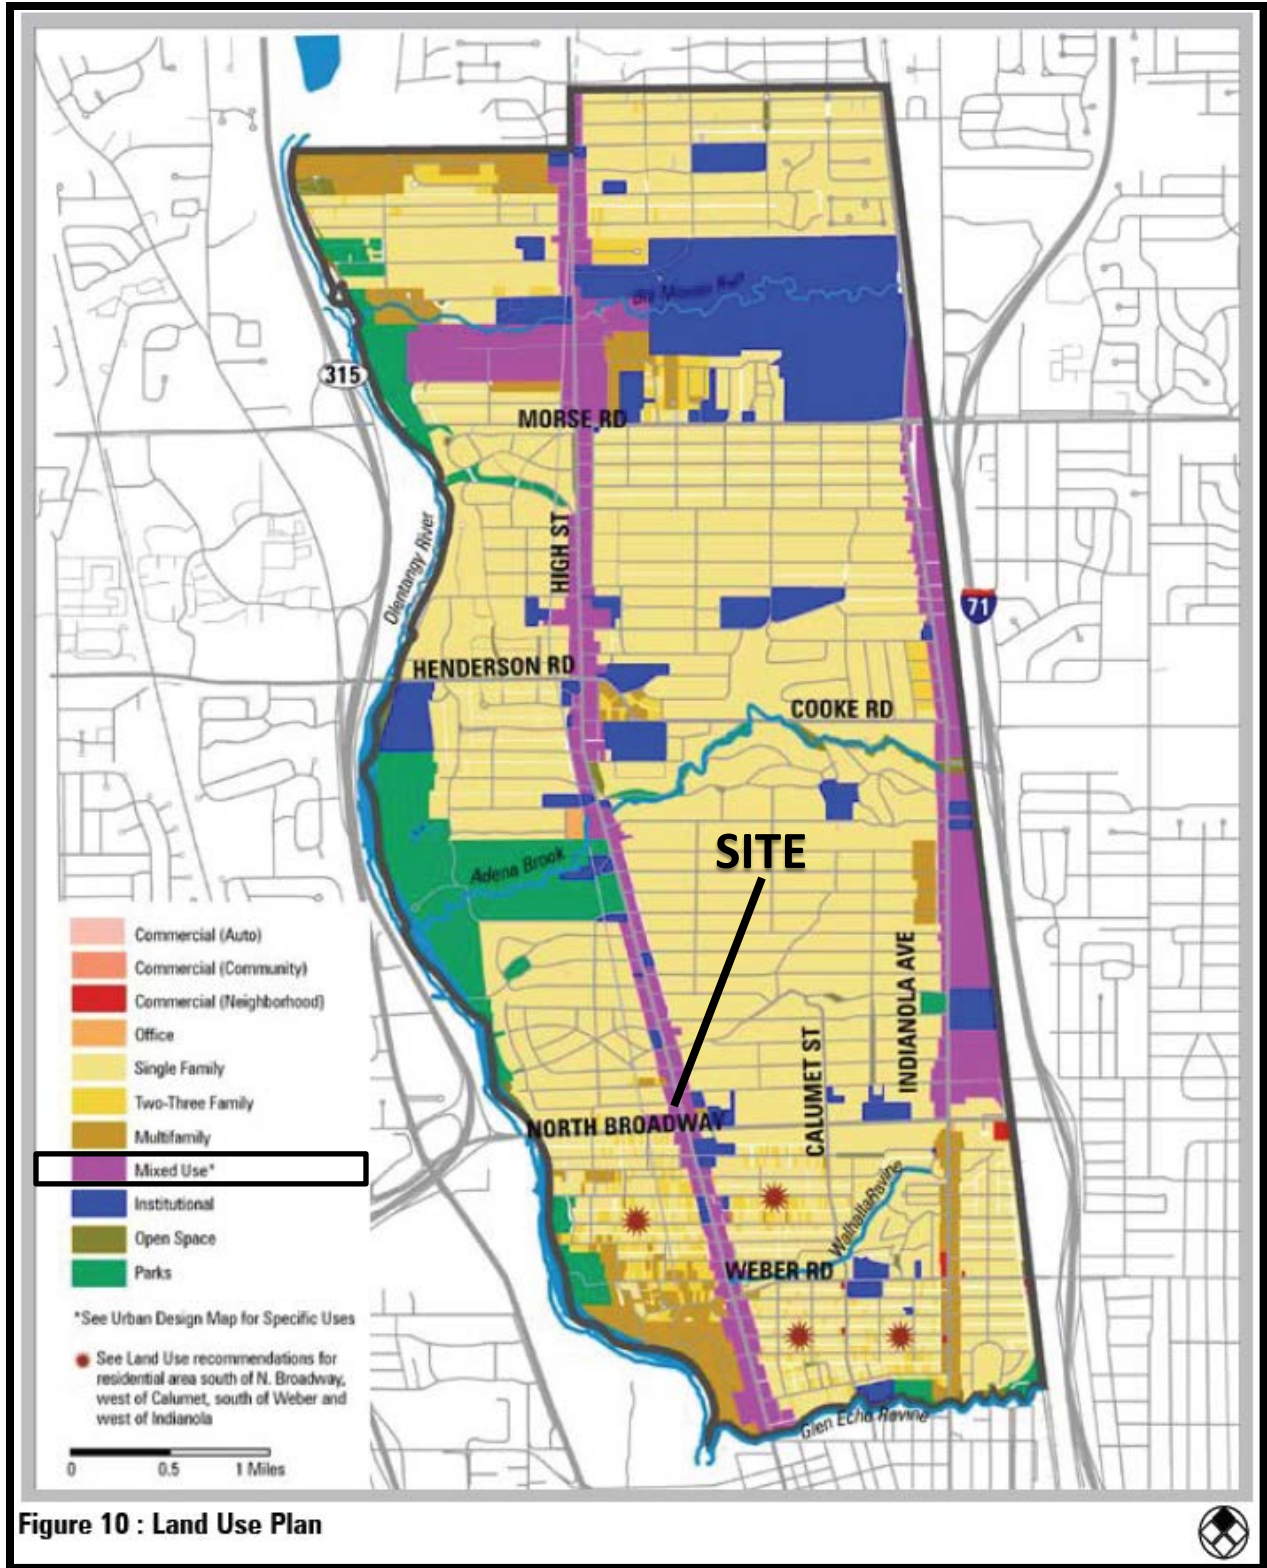 Big Run
315
MORSE RD
HIGH ST
Olentangy River
71
HENDERSON RD
COOKE RD
SITE
Adena Brook
INDIANOLA AVE
CALUMET ST
NORTH BROADWAY
Walhalla Ravine
WEBER RD
Glen Echo Ravine
Commercial (Auto)
Commercial (Community)
Commercial (Neighborhood)
Office
Single Family
Two-Three Family
Multifamily
Mixed Use*
Institutional
Open Space
Parks
*See Urban Design Map for Specific Uses
See Land Use recommendations for
residential area south of N. Broadway,
west of Calumet, south of Weber and
west of Indianola
0 0.5 1 Miles
Figure 10 : Land Use Plan